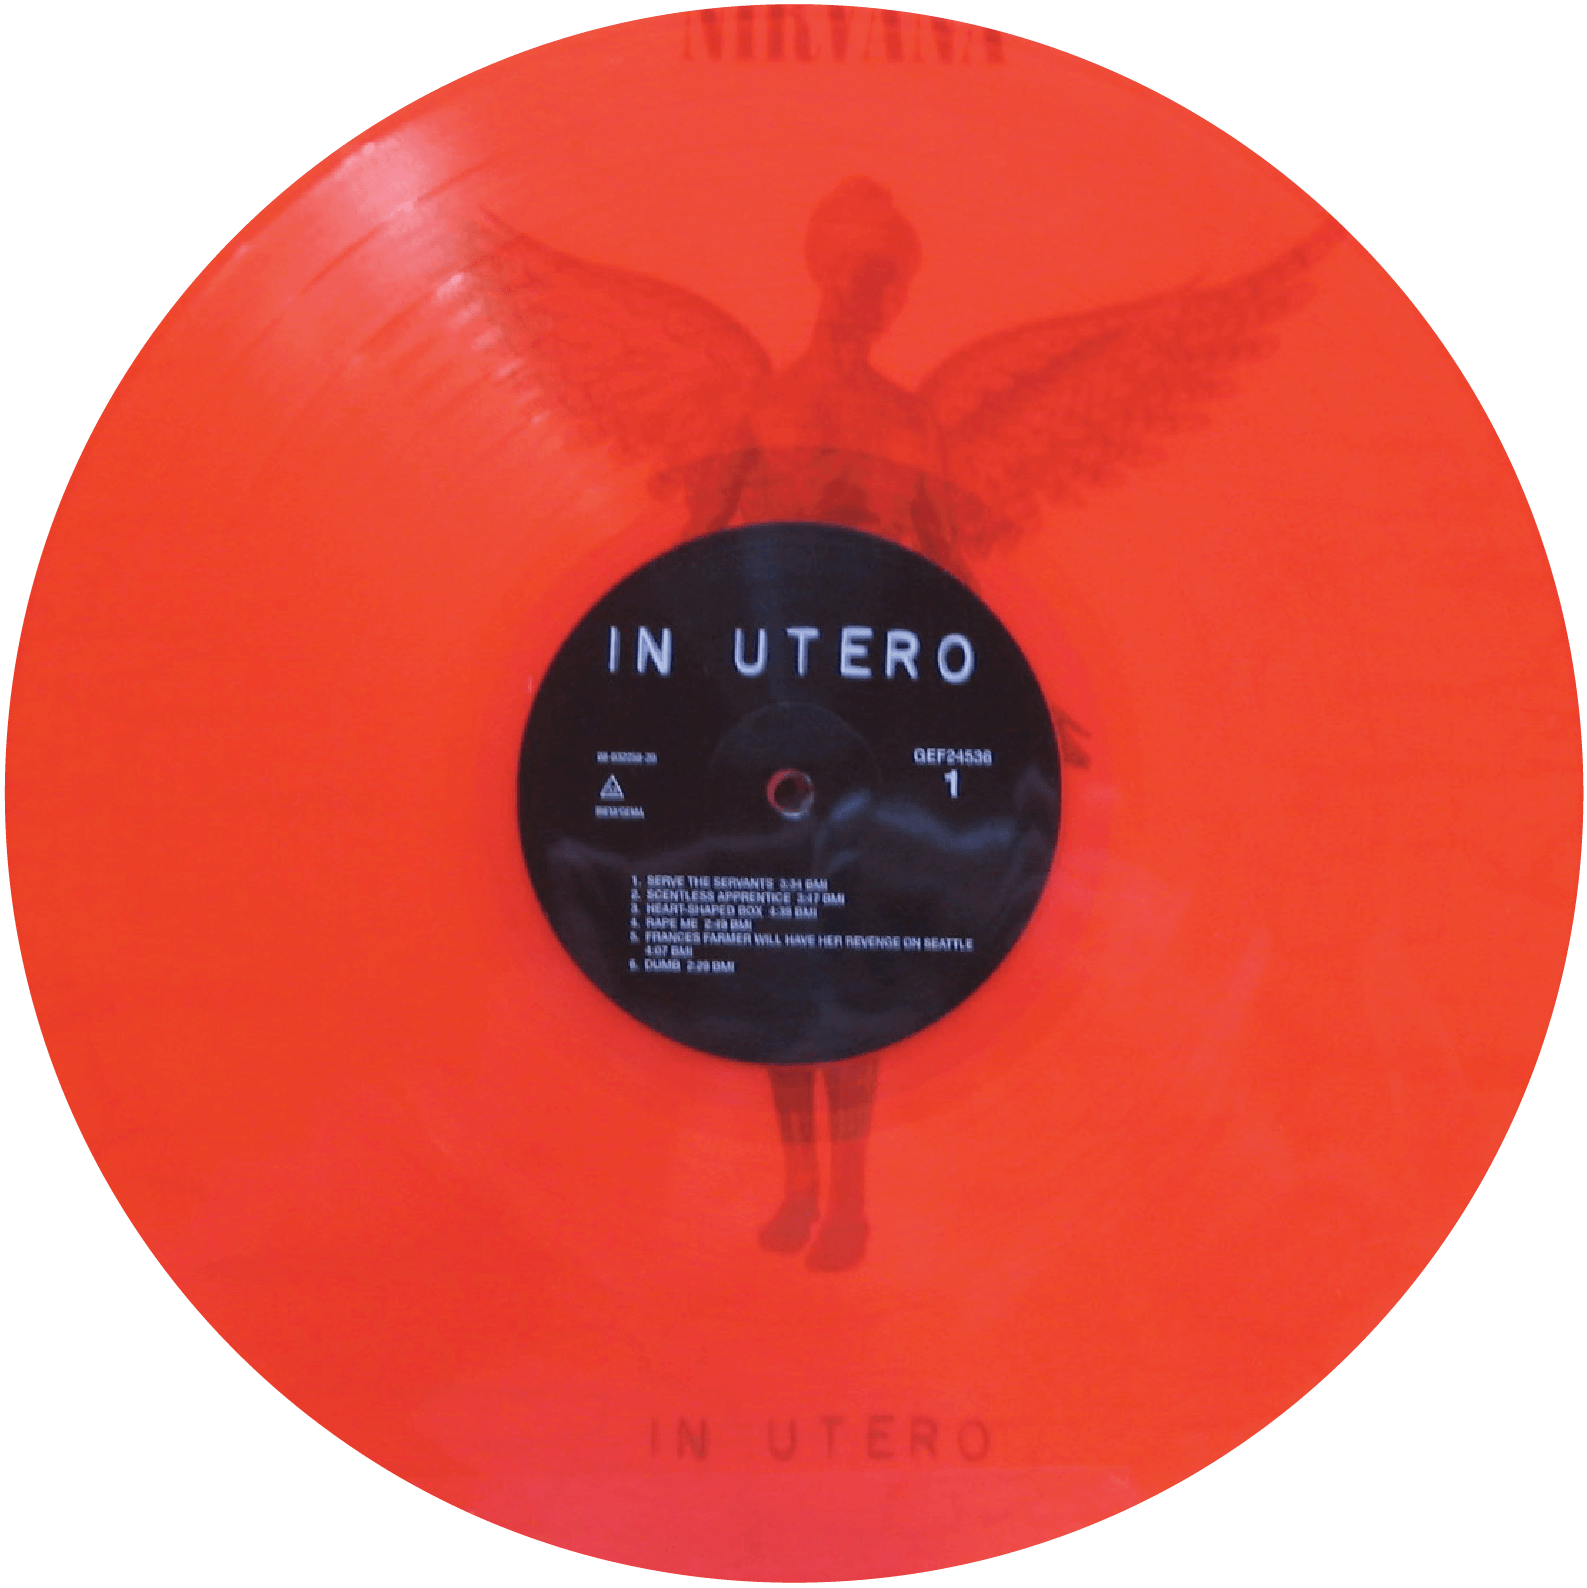 NIRVANA
IN UTERO
GEF24536
1
1. SERVE THE SERVANTS 3:34 BMI
2. SCENTLESS APPRENTICE 3:47 BMI
3. HEART-SHAPED BOX 4:39 BMI
4. RAPE ME 2:49 BMI
5. FRANCES FARMER WILL HAVE HER REVENGE ON SEATTLE
4:07 BMI
6. DUMB 2:29 BMI
IN UTERO